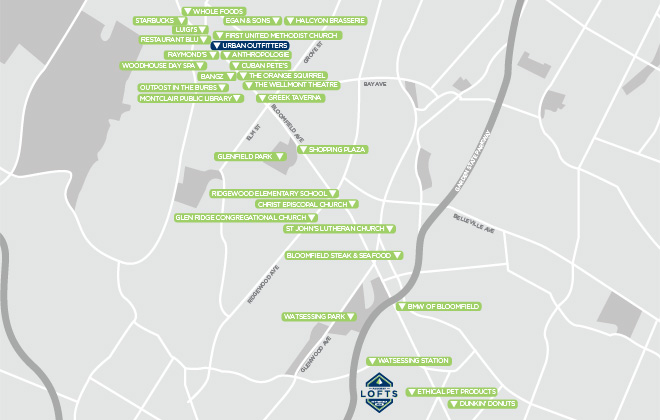 WHOLE FOODS
STARBUCKS
EGAN & SONS
HALCYON BRASSERIE
LUIGI'S
FIRST UNITED METHODIST CHURCH
RESTAURANT BLU
URBAN OUTFITTERS
GROVE ST
RAYMOND'S
ANTHROPOLOGIE
WOODHOUSE DAY SPA
CUBAN PETE'S
BANGZ
THE ORANGE SQUIRREL
OUTPOST IN THE BURBS
THE WELLMONT THEATRE
BAY AVE
MONTCLAIR PUBLIC LIBRARY
GREEK TAVERNA
ELM ST
BLOOMFIELD AVE
SHOPPING PLAZA
GLENFIELD PARK
GARDEN STATE PARKWAY
RIDGEWOOD ELEMENTARY SCHOOL
CHRIST EPISCOPAL CHURCH
GLEN RIDGE CONGREGATIONAL CHURCH
BELLEVILLE AVE
ST JOHN'S LUTHERAN CHURCH
BLOOMFIELD STEAK & SEAFOOD
RIDGEWOOD AVE
BMW OF BLOOMFIELD
WATSESSING PARK
GLENWOOD AVE
WATSESSING STATION
LOFTS
ETHICAL PET PRODUCTS
DUNKIN' DONUTS